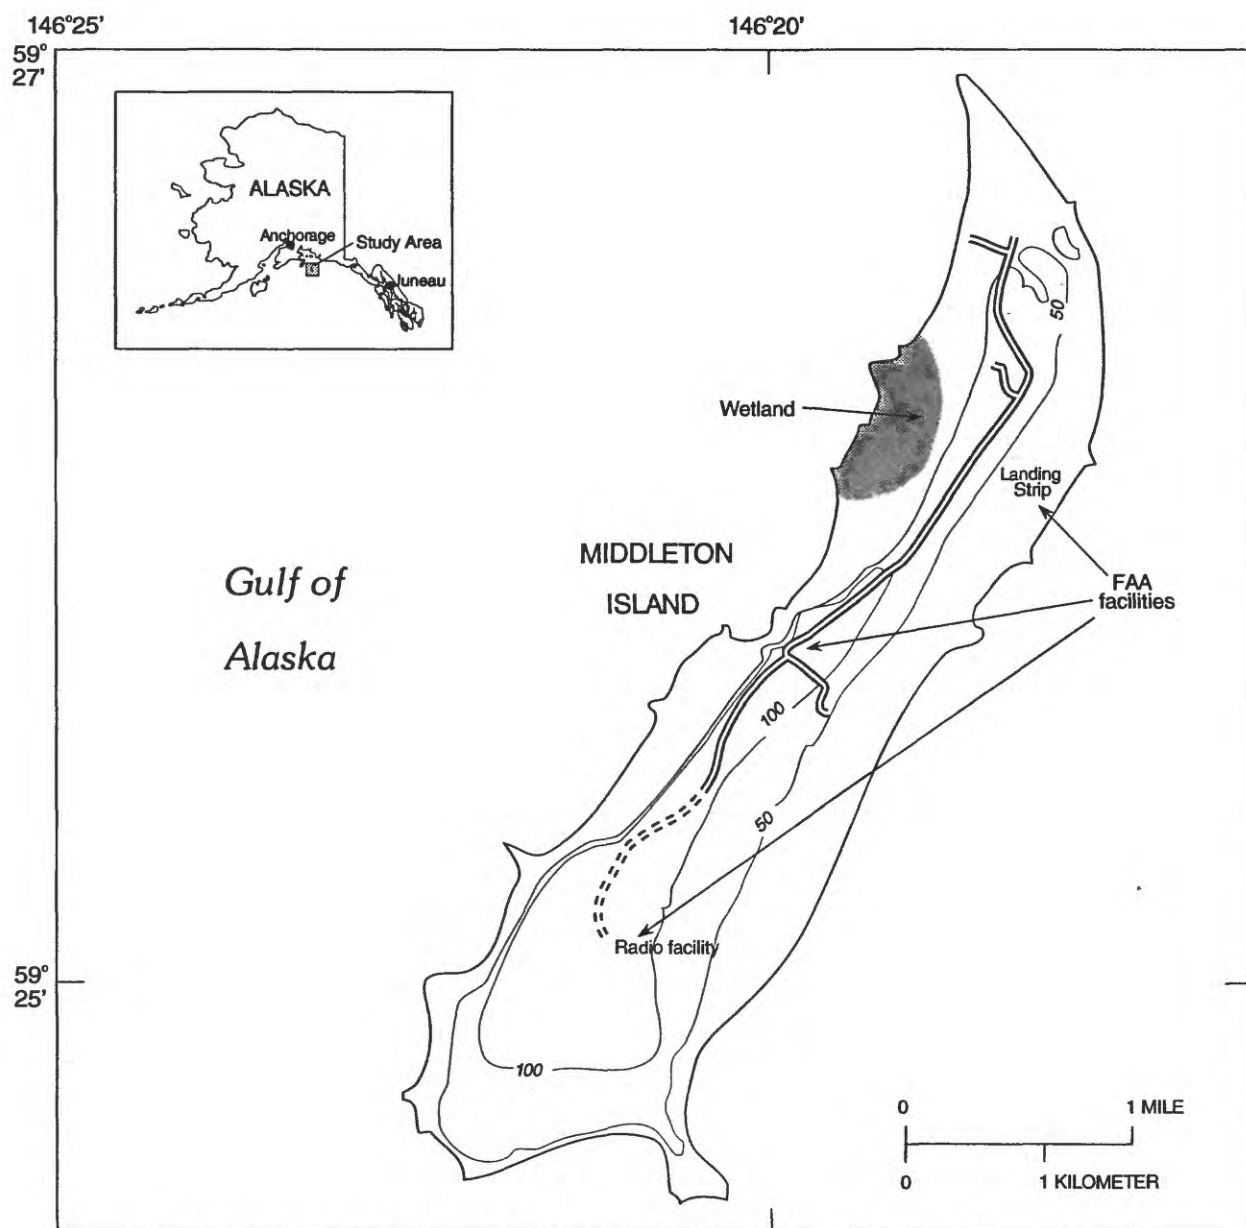 146°25'
146°20'
59°
27'
ALASKA
Anchorage
Study Area
Juneau
50
Wetland
Landing
Strip
MIDDLETON
ISLAND
FAA
facilities
Gulf of
Alaska
100
50
Radio facility
59°
25'
100
0
1 MILE
0
1 KILOMETER